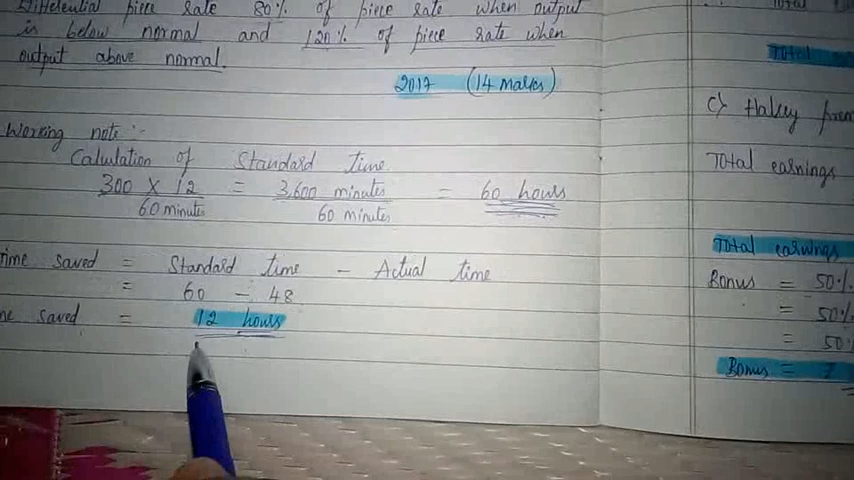 Differential piece rate 80% of piece rate when output
is below normal and 120% of piece rate when
output above normal.
2017 (14 marks)
Working note :-
Calculation of Standard Time
300 X 12 = 3,600 minutes = 60 hours
60 minutes 60 minutes
Time saved = Standard time - Actual time
= 60 - 48
saved = 12 hours
Total
c) Halsey
Total earnings
Total earnings
Bonus = 50%
= 50%
= 50%
Bonus =